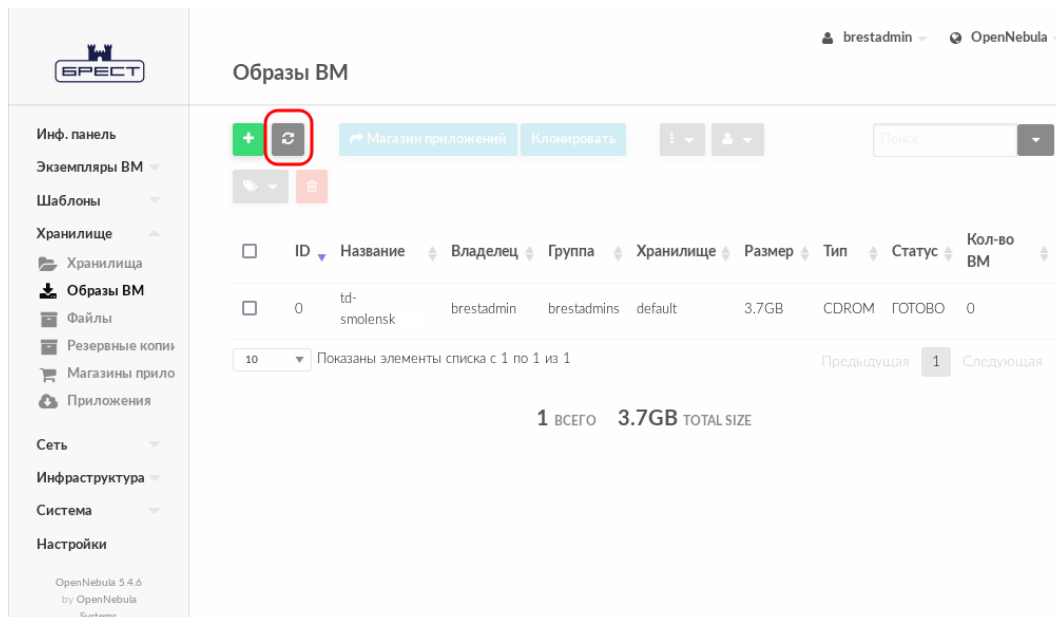 brestadmin OpenNebula
БРЕСТ
Образы ВМ
Инф. панель
Экземпляры ВМ
Шаблоны
Хранилище
Хранилища
Образы ВМ
Файлы
Резервные копии
Магазины прило
Приложения
Сеть
Инфраструктура
Система
Настройки
OpenNebula 5.4.6
by OpenNebula
Systems
Магазин приложений Клонировать Поиск
ID Название Владелец Группа Хранилище Размер Тип Статус Кол-во
ВМ
0 td-
smolensk brestadmin brestadmins default 3.7GB CDROM ГОТОВО 0
10 Показаны элементы списка с 1 по 1 из 1 Предыдущая 1 Следующая
1 ВСЕГО 3.7GB TOTAL SIZE